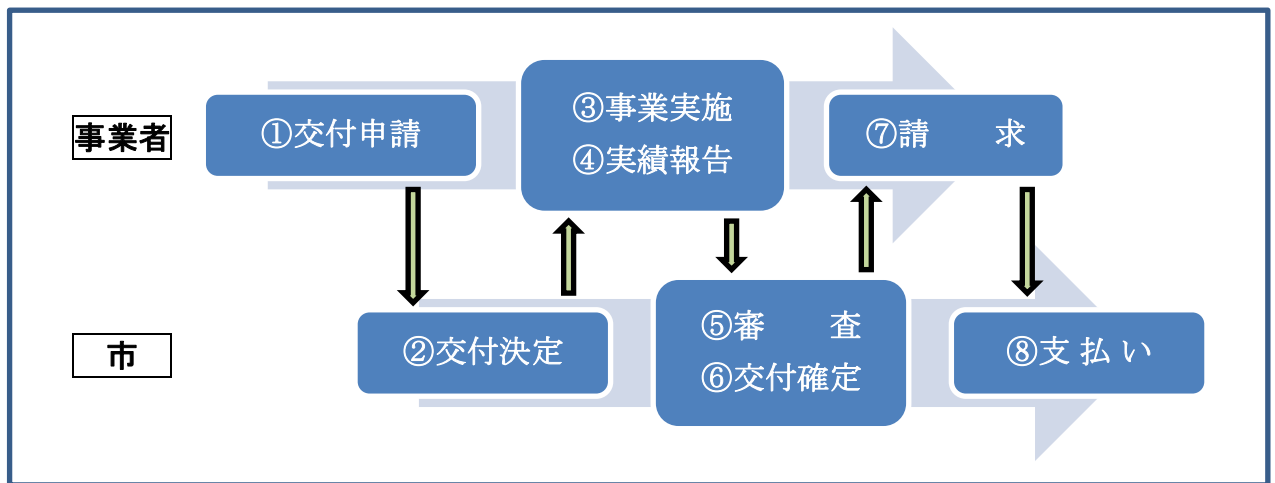 事業者
①交付申請
③事業実施
④実績報告
⑦請　　求
市
②交付決定
⑤審　　査
⑥交付確定
⑧支 払 い